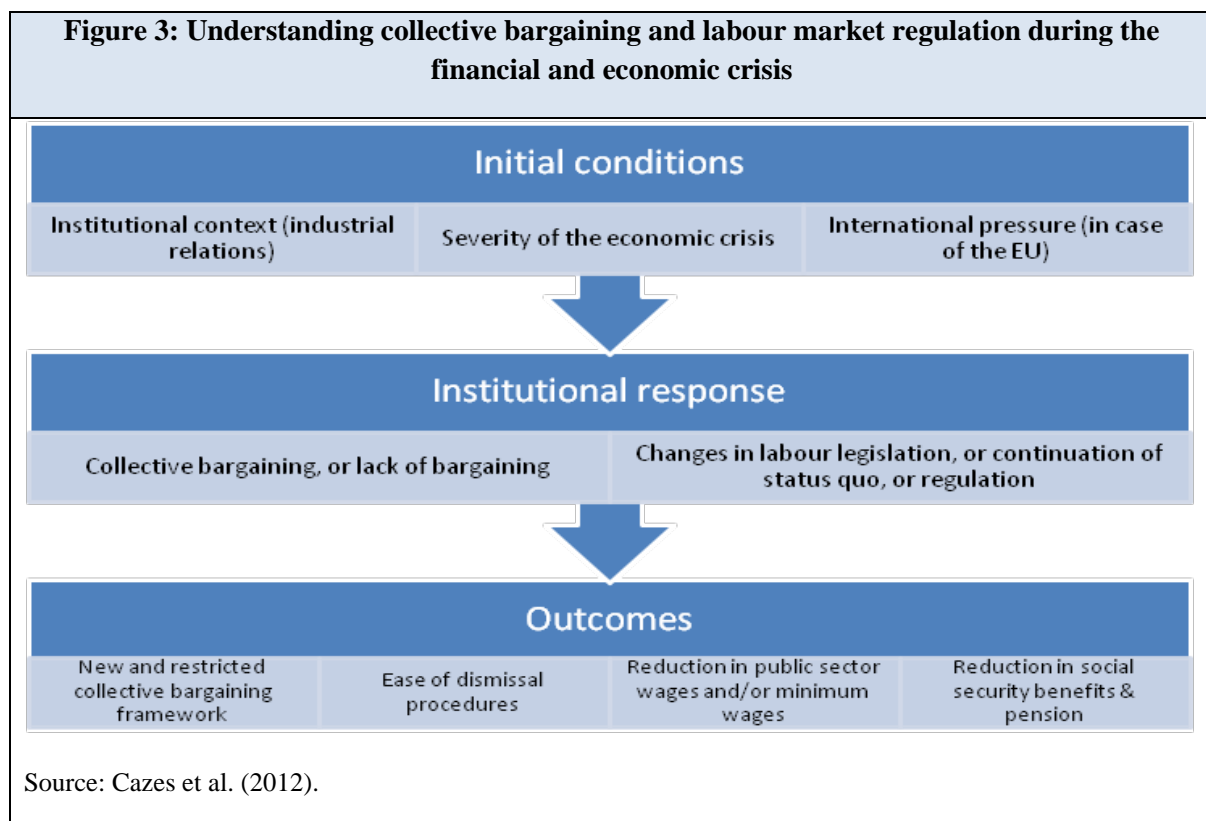 Figure 3: Understanding collective bargaining and labour market regulation during the
financial and economic crisis
Initial conditions
Institutional context (industrial
relations)
Severity of the economic crisis
International pressure (in case
of the EU)
Institutional response
Collective bargaining, or lack of bargaining
Changes in labour legislation, or continuation of
status quo, or regulation
Outcomes
New and restricted
collective bargaining
framework
Ease of dismissal
procedures
Reduction in public sector
wages and/or minimum
wages
Reduction in social
security benefits &
pension
Source: Cazes et al. (2012).